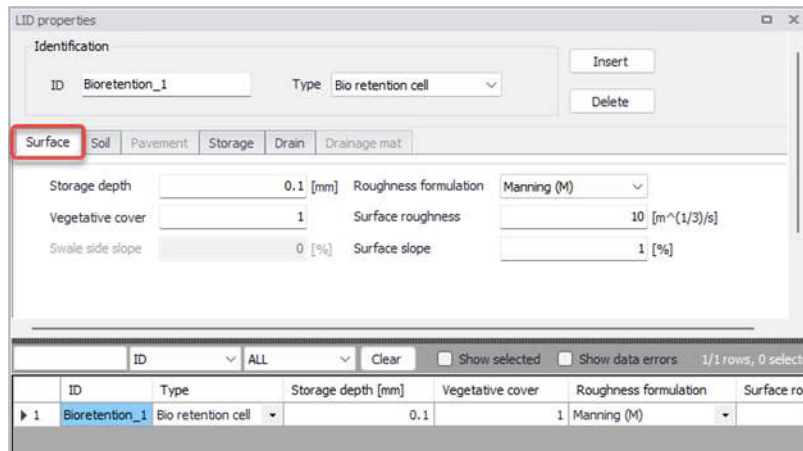 LID properties
Identification
ID Bioretention_1 Type Bio retention cell
Insert
Delete
Surface Soil Pavement Storage Drain Drainage mat
Storage depth 0.1 [mm] Roughness formulation Manning (M)
Vegetative cover 1 Surface roughness 10 [m^(1/3)/s]
Swale side slope 0 [%] Surface slope 1 [%]
ID ALL Clear Show selected Show data errors 1/1 rows, 0 select
ID Type Storage depth [mm] Vegetative cover Roughness formulation Surface ro
1 Bioretention_1 Bio retention cell 0.1 1 Manning (M)